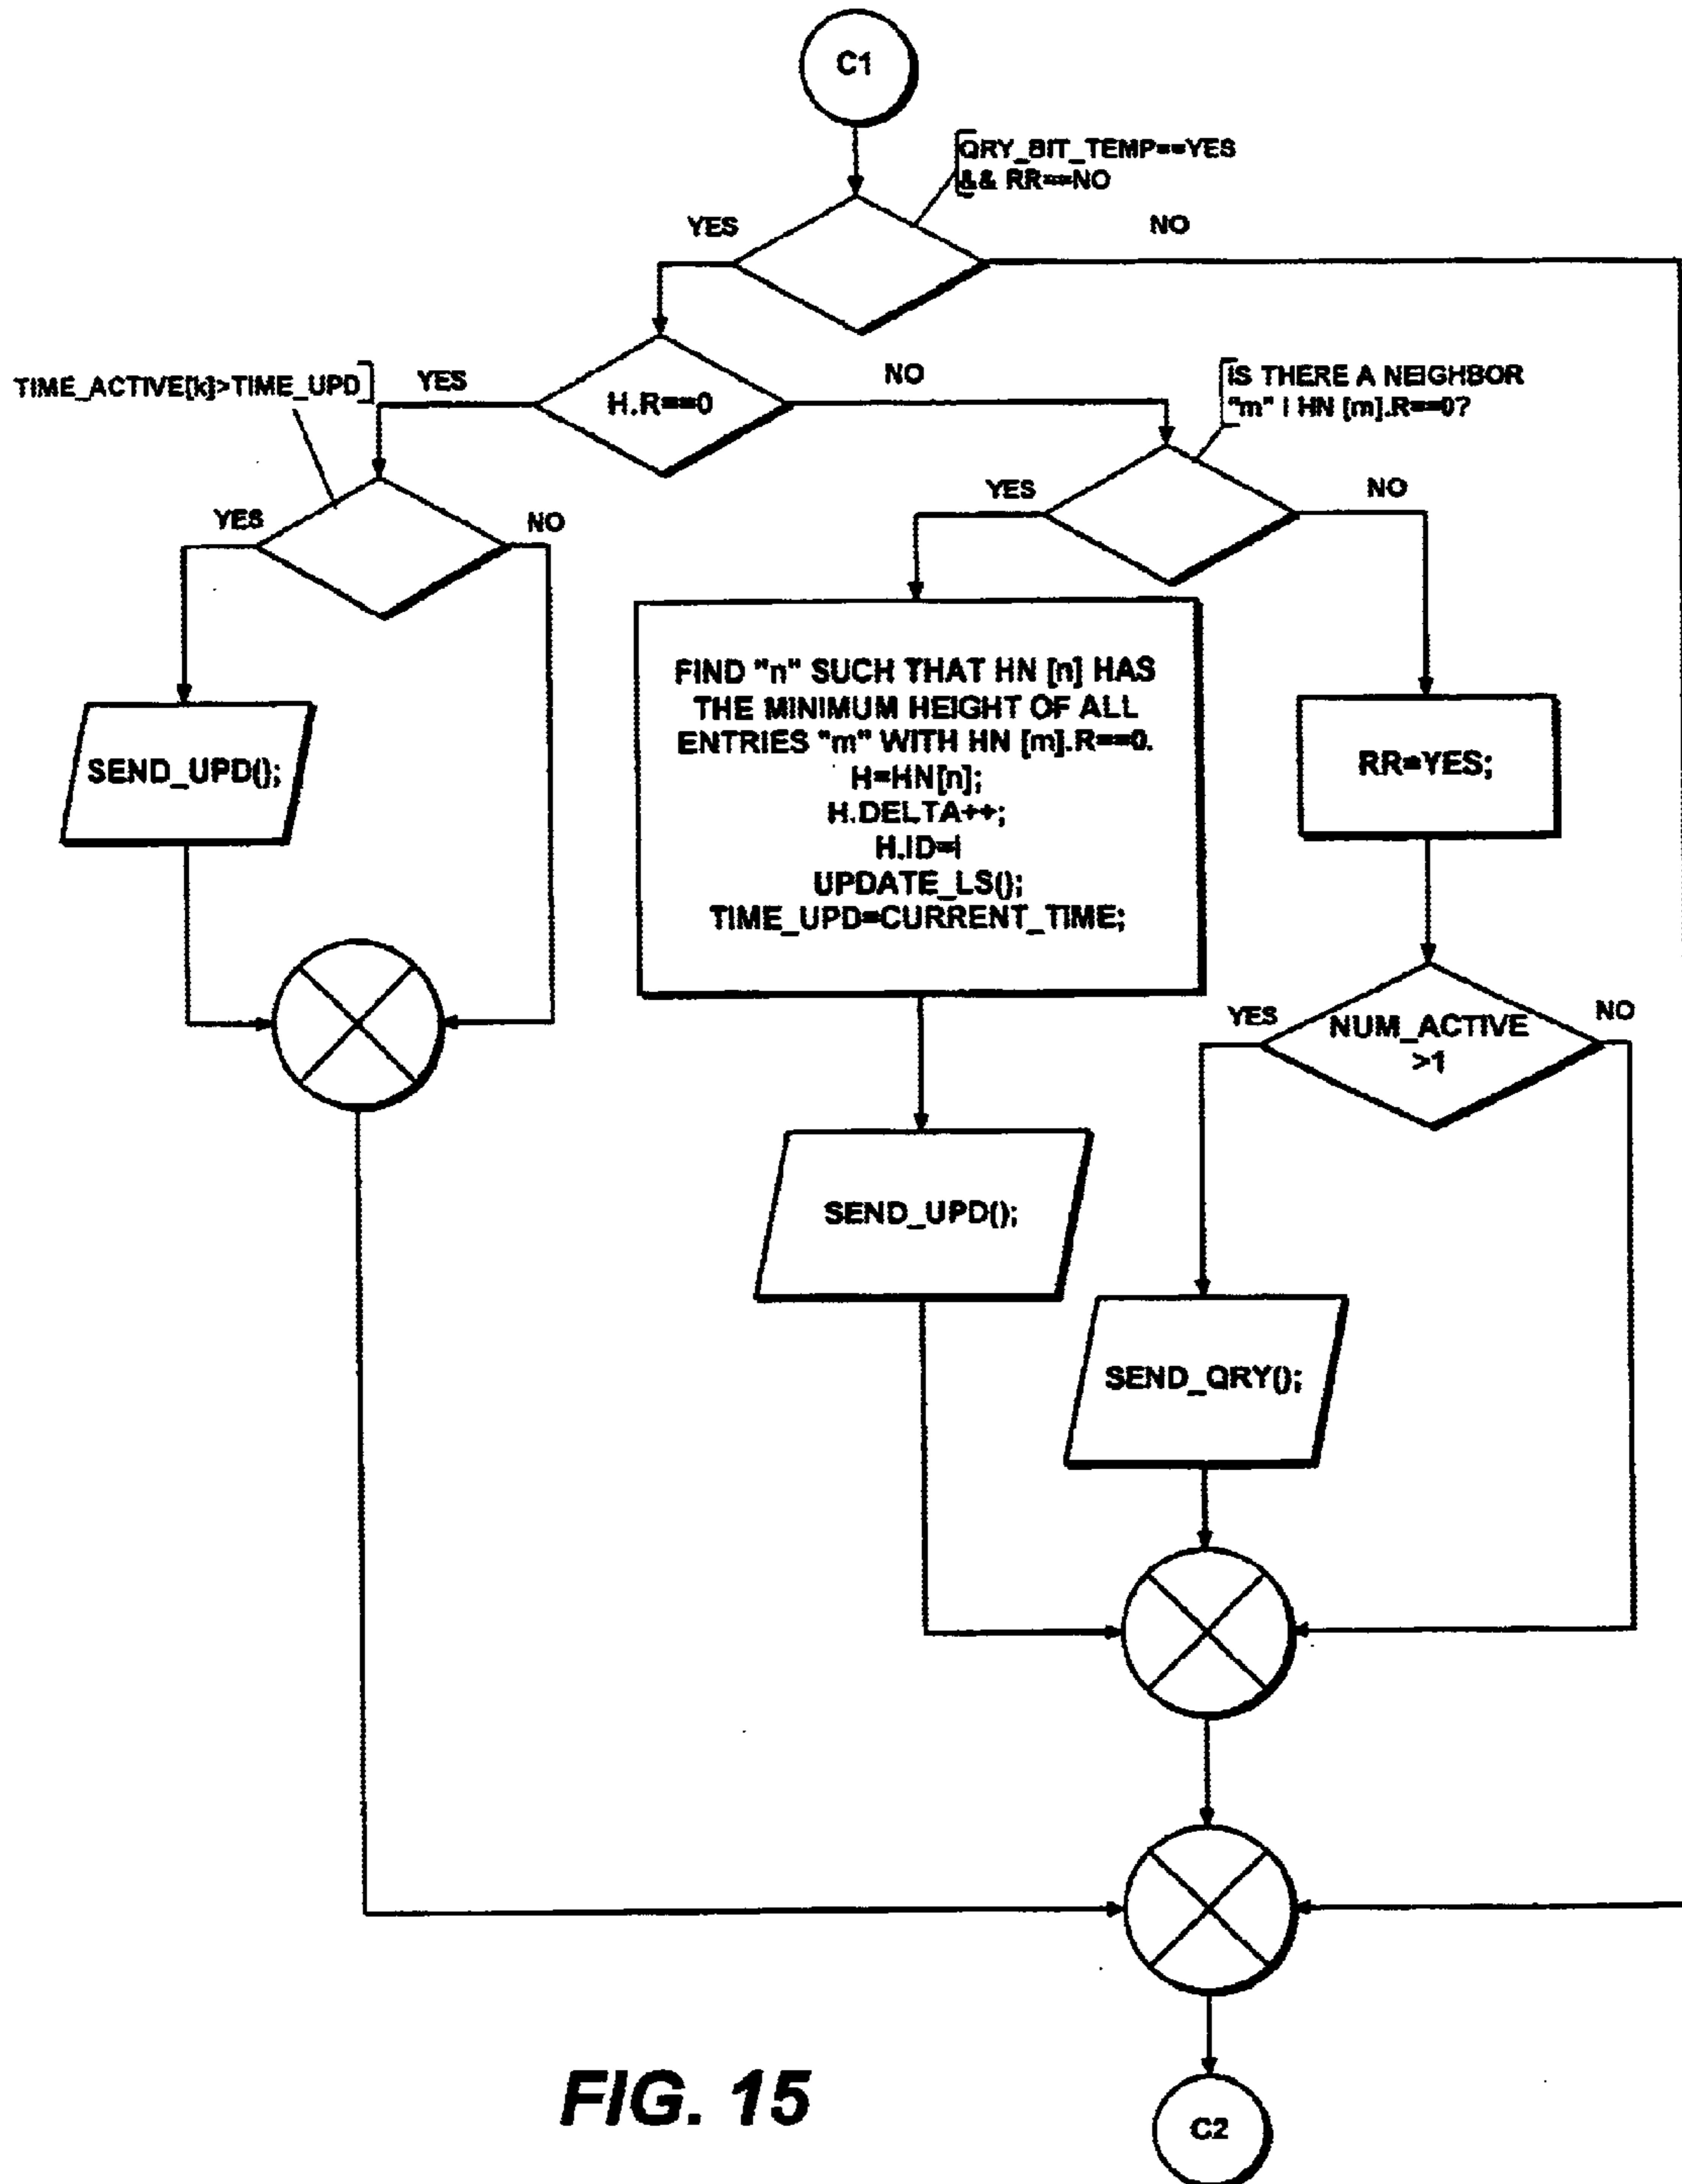 C1
QRY_BIT_TEMP==YES
&& RR==NO
YES
NO
TIME_ACTIVE[k]>TIME_UPD
YES
H.R==0
NO
IS THERE A NEIGHBOR
"m" | HN [m].R==0?
YES
NO
YES
NO
FIND "n" SUCH THAT HN [n] HAS
THE MINIMUM HEIGHT OF ALL
ENTRIES "m" WITH HN [m].R==0.
H=HN[n];
H.DELTA++;
H.ID=i
UPDATE_LS();
TIME_UPD=CURRENT_TIME;
SEND_UPD();
RR=YES;
YES
NUM_ACTIVE
>1
NO
SEND_UPD();
SEND_QRY();
FIG. 15
C2